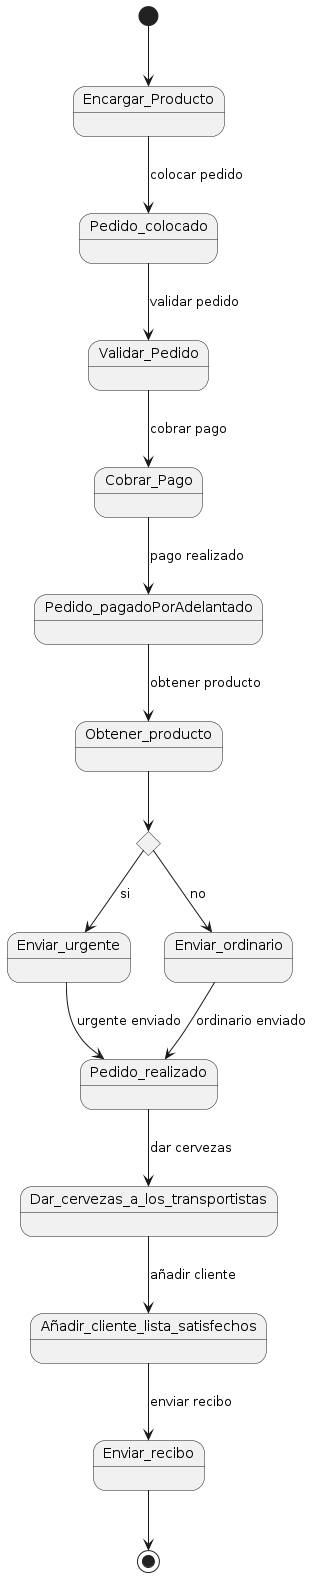 Encargar_Producto
colocar pedido
Pedido_colocado
validar pedido
Validar_Pedido
cobrar pago
Cobrar_Pago
pago realizado
Pedido_pagadoPorAdelantado
obtener producto
Obtener_producto
si
no
Enviar_urgente
Enviar_ordinario
urgente enviado
ordinario enviado
Pedido_realizado
dar cervezas
Dar_cervezas_a_los_transportistas
añadir cliente
Añadir_cliente_lista_satisfechos
enviar recibo
Enviar_recibo